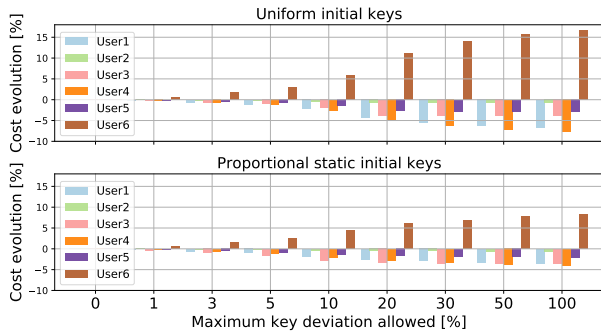 Uniform initial keys
Cost evolution [%]
15
10
5
0
−5
−10
User1
User2
User3
User4
User5
User6
Proportional static initial keys
Cost evolution [%]
15
10
5
0
−5
−10
User1
User2
User3
User4
User5
User6
0 1 3 5 10 20 30 50 100
Maximum key deviation allowed [%]